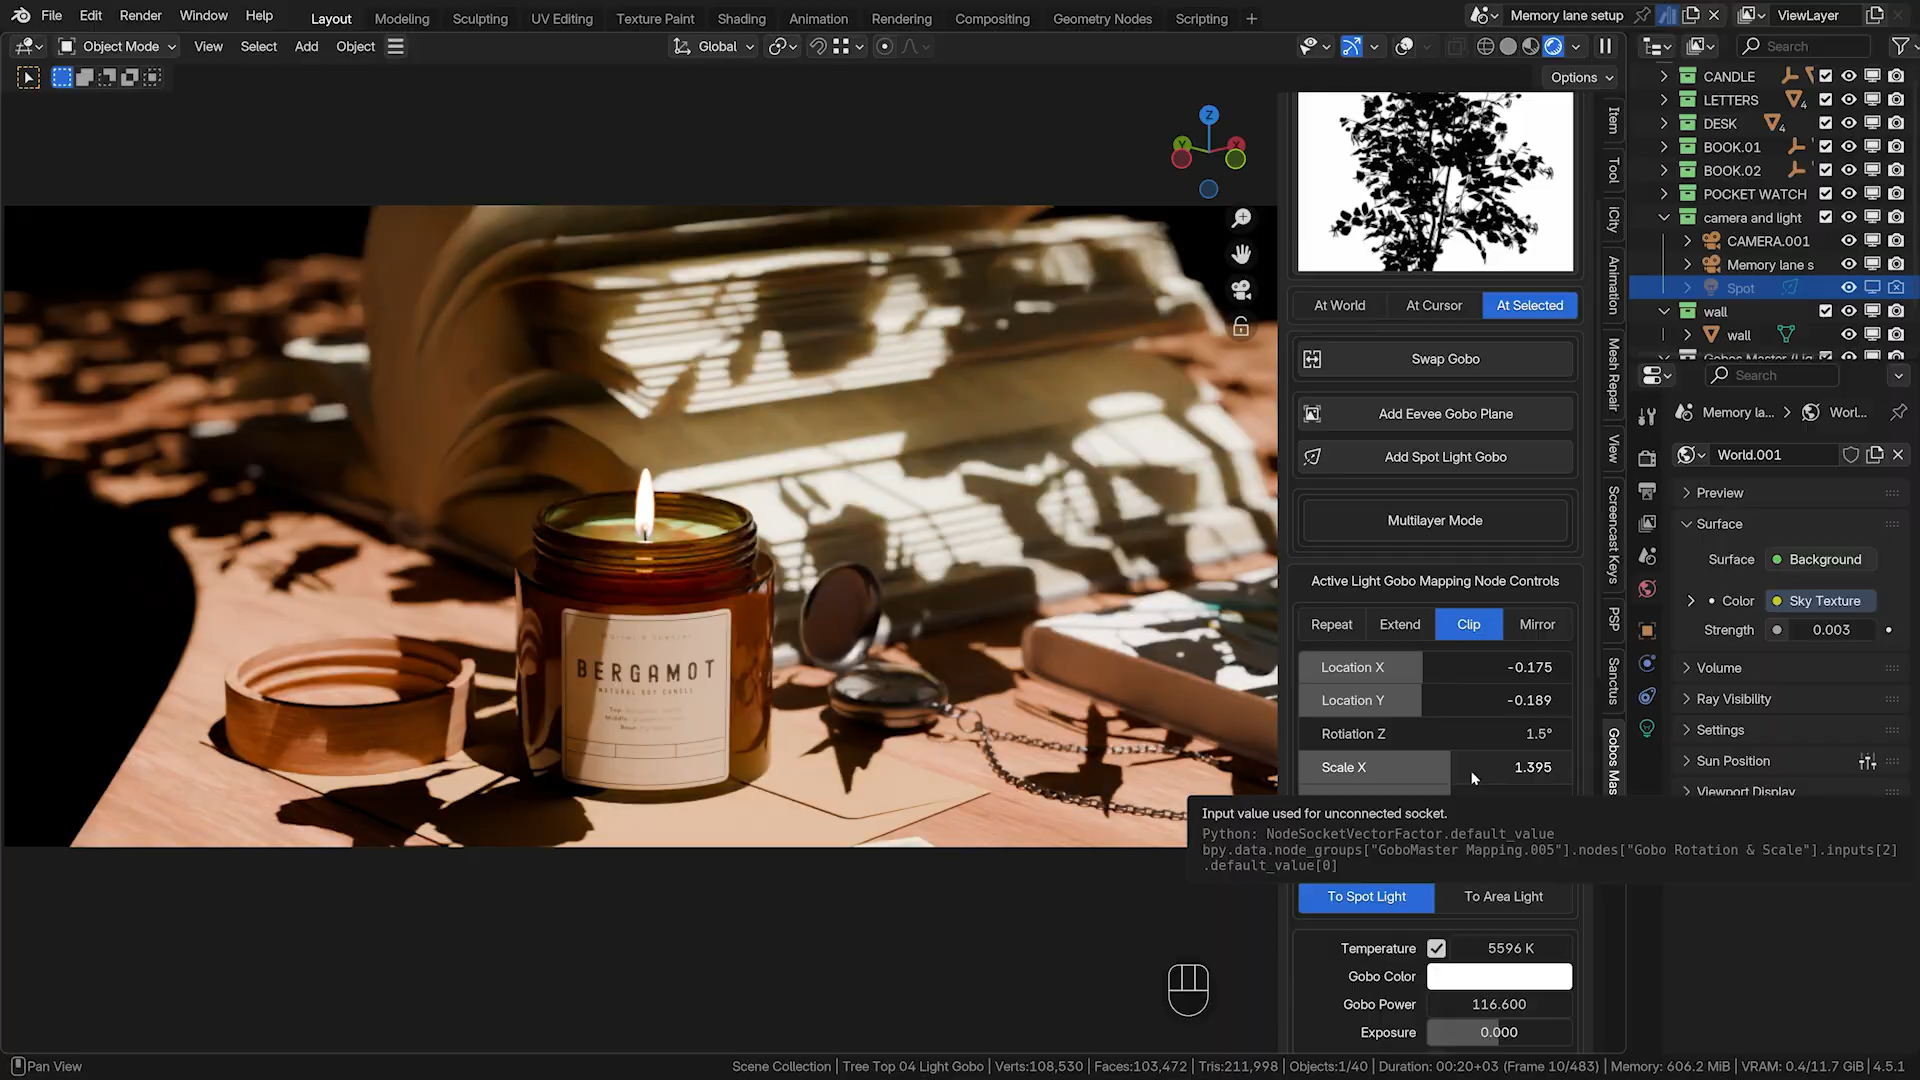 File Edit Render Window Help Layout Modeling Sculpting UV Editing Texture Paint Shading Animation Rendering Compositing Geometry Nodes Scripting +
Memory lane setup
ViewLayer
Object Mode View Select Add Object
Global
Search
Options
CANDLE
LETTERS
4
DESK
4
BOOK.01
BOOK.02
POCKET WATCH
camera and light
CAMERA.001
Memory lane s
Spot
wall
wall
Search
Z
Y
X
Item
Tool
iCity
Animation
Mesh Repair
View
Screencast Keys
PSP
Sanctus
Gobos Mas
At World At Cursor At Selected
Swap Gobo
Add Eevee Gobo Plane
Add Spot Light Gobo
Multilayer Mode
Active Light Gobo Mapping Node Controls
Repeat Extend Clip Mirror
Location X -0.175
Location Y -0.189
Rotiation Z 1.5°
Scale X 1.395
Input value used for unconnected socket.
Python: NodeSocketVectorFactor.default_value
bpy.data.node_groups["GoboMaster Mapping.005"].nodes["Gobo Rotation & Scale"].inputs[2]
.default_value[0]
To Spot Light To Area Light
Temperature 5596 K
Gobo Color
Gobo Power 116.600
Exposure 0.000
Memory la... Worl...
World.001
Preview
Surface
Surface Background
Color Sky Texture
Strength 0.003
Volume
Ray Visibility
Settings
Sun Position
Viewport Display
BERGAMOT
NATURAL SOY CANDLE
Pan View
Scene Collection | Tree Top 04 Light Gobo | Verts:108,530 | Faces:103,472 | Tris:211,998 | Objects:1/40 | Duration: 00:20+03 (Frame 10/483) | Memory: 606.2 MiB | VRAM: 0.4/11.7 GiB | 4.5.1